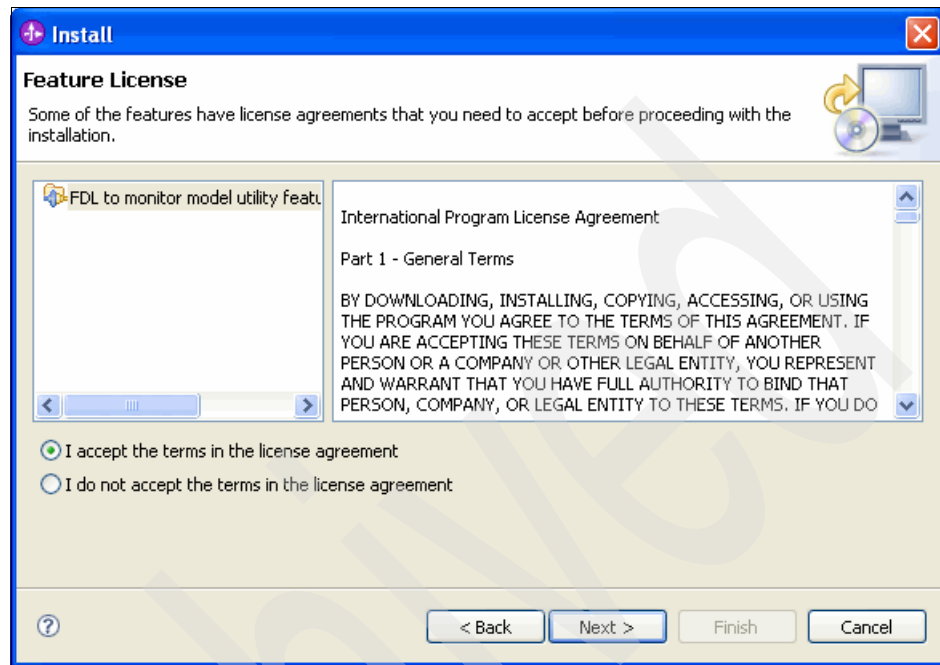 Install
Feature License
Some of the features have license agreements that you need to accept before proceeding with the
installation.
FDL to monitor model utility featu
International Program License Agreement
Part 1 - General Terms
BY DOWNLOADING, INSTALLING, COPYING, ACCESSING, OR USING
THE PROGRAM YOU AGREE TO THE TERMS OF THIS AGREEMENT. IF
YOU ARE ACCEPTING THESE TERMS ON BEHALF OF ANOTHER
PERSON OR A COMPANY OR OTHER LEGAL ENTITY, YOU REPRESENT
AND WARRANT THAT YOU HAVE FULL AUTHORITY TO BIND THAT
PERSON, COMPANY, OR LEGAL ENTITY TO THESE TERMS. IF YOU DO
I accept the terms in the license agreement
I do not accept the terms in the license agreement
< Back Next > Finish Cancel